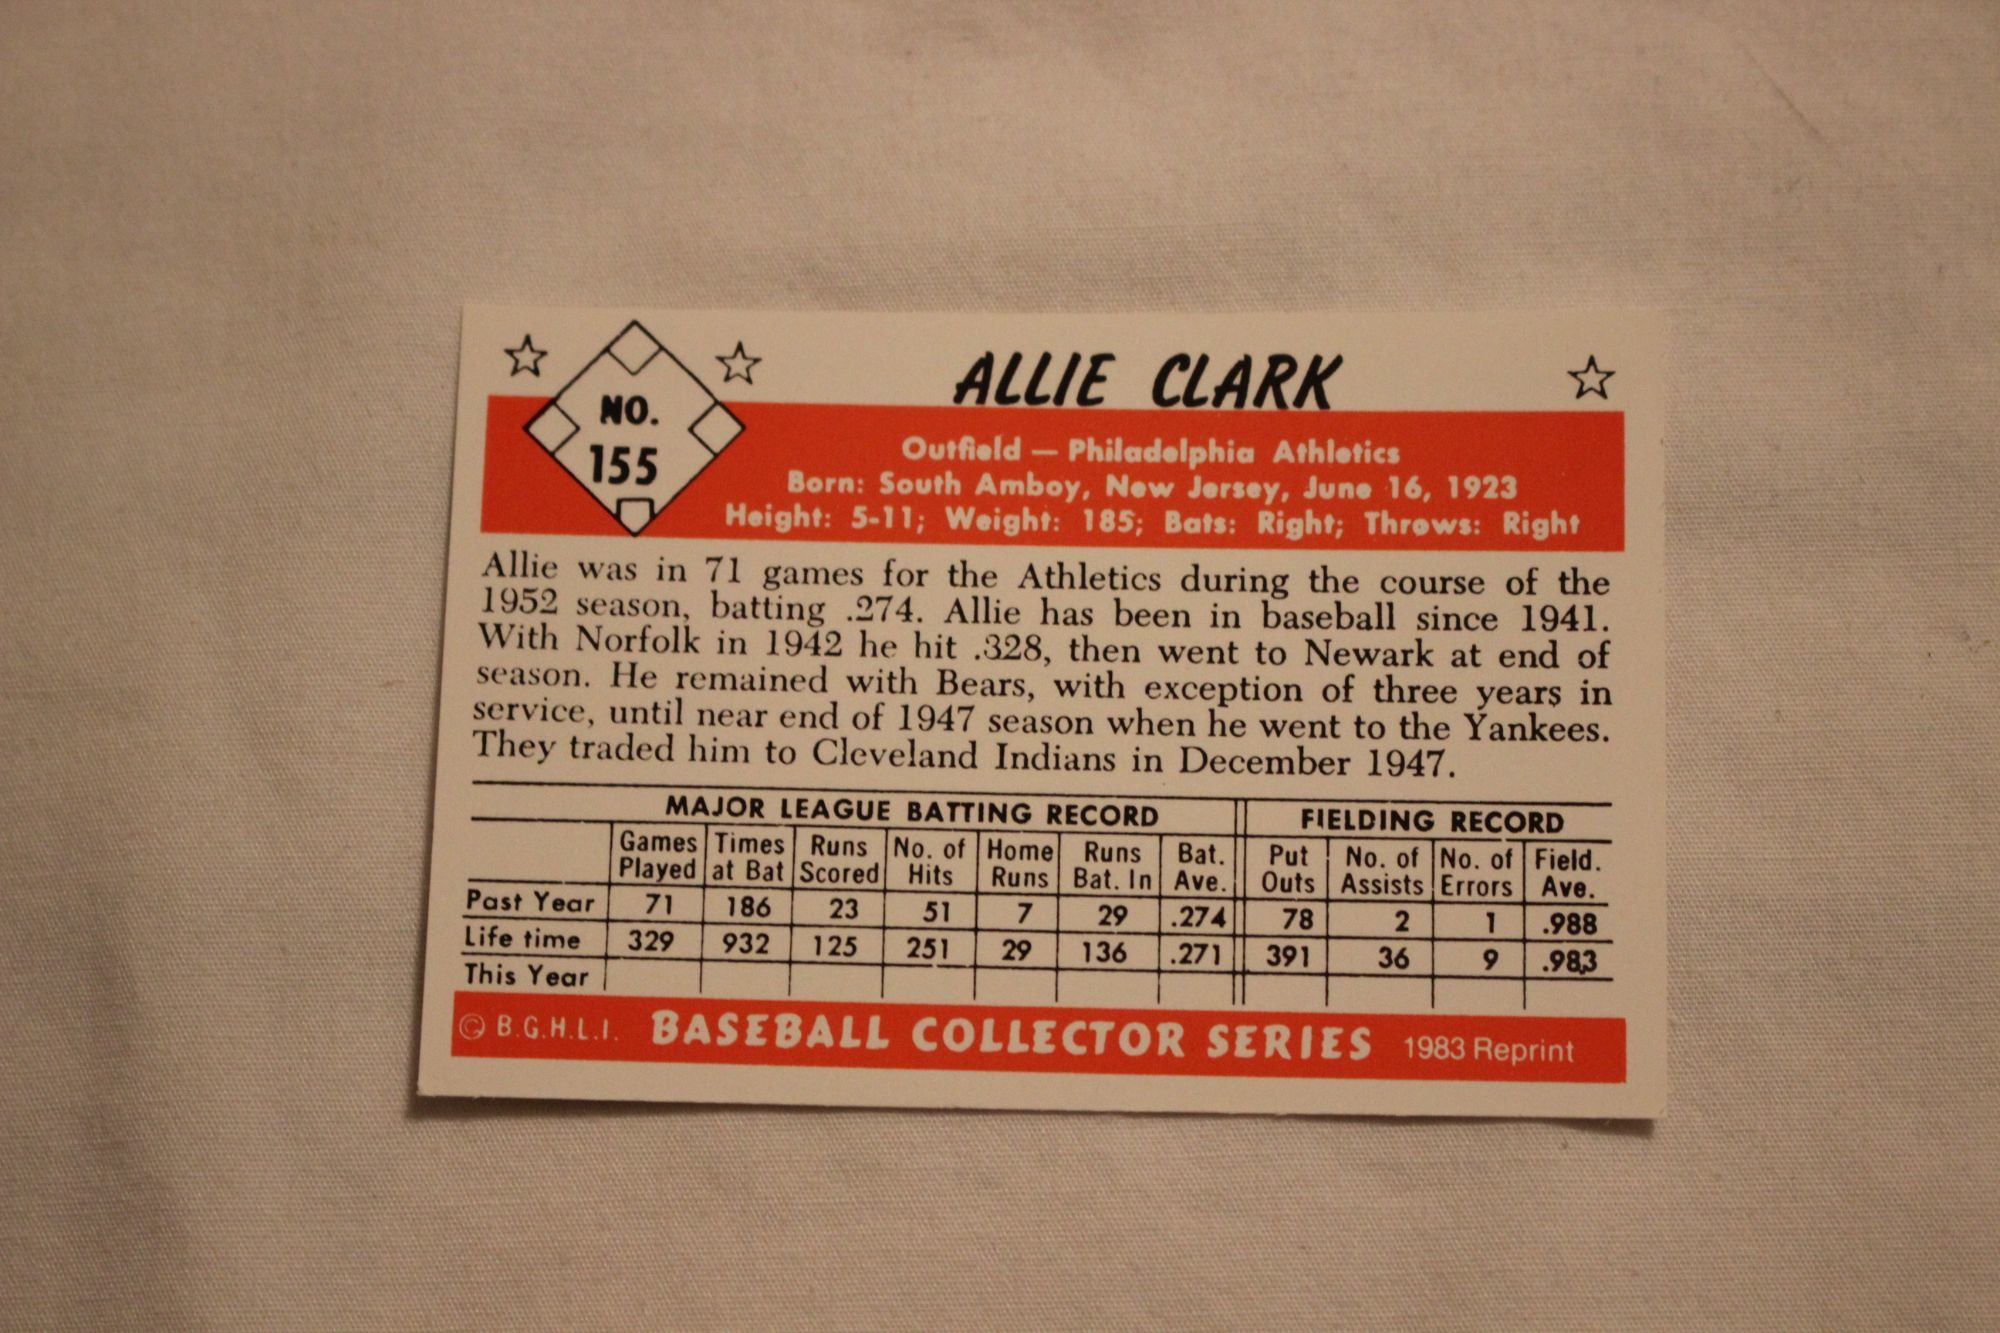 NO.
155
ALLIE CLARK
Outfield — Philadelphia Athletics
Born: South Amboy, New Jersey, June 16, 1923
Height: 5-11; Weight: 185; Bats: Right; Throws: Right
Allie was in 71 games for the Athletics during the course of the
1952 season, batting .274. Allie has been in baseball since 1941.
With Norfolk in 1942 he hit .328, then went to Newark at end of
season. He remained with Bears, with exception of three years in
service, until near end of 1947 season when he went to the Yankees.
They traded him to Cleveland Indians in December 1947.
MAJOR LEAGUE BATTING RECORD FIELDING RECORD
Games Times Runs No. of Home Runs Bat. Put No. of No. of Field.
Played at Bat Scored Hits Runs Bat. In Ave. Outs Assists Errors Ave.
Past Year 71 186 23 51 7 29 .274 78 2 1 .988
Life time 329 932 125 251 29 136 .271 391 36 9 .983
This Year
© B.G.H.L.I. BASEBALL COLLECTOR SERIES 1983 Reprint